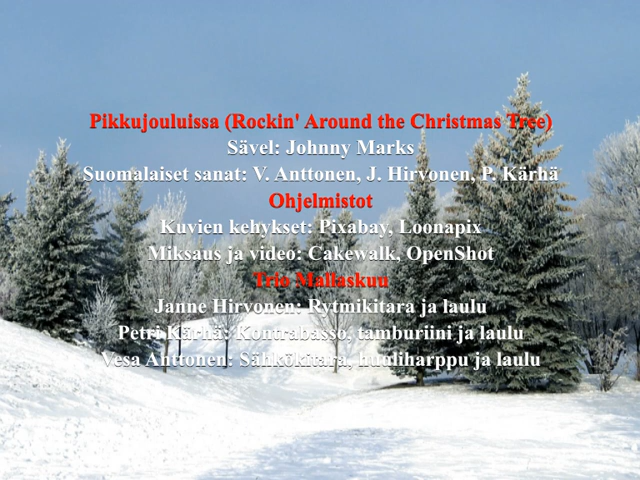 Pikkujouluissa (Rockin' Around the Christmas Tree)
Sävel: Johnny Marks
Suomalaiset sanat: V. Anttonen, J. Hirvonen, P. Kärhä
Ohjelmistot
Kuvien kehykset: Pixabay, Loonapix
Miksaus ja video: Cakewalk, OpenShot
Trio Mallaskuu
Janne Hirvonen: Rytmikitara ja laulu
Petri Kärhä: Kontrabasso, tamburiini ja laulu
Vesa Anttonen: Sähkökitara, huuliharppu ja laulu